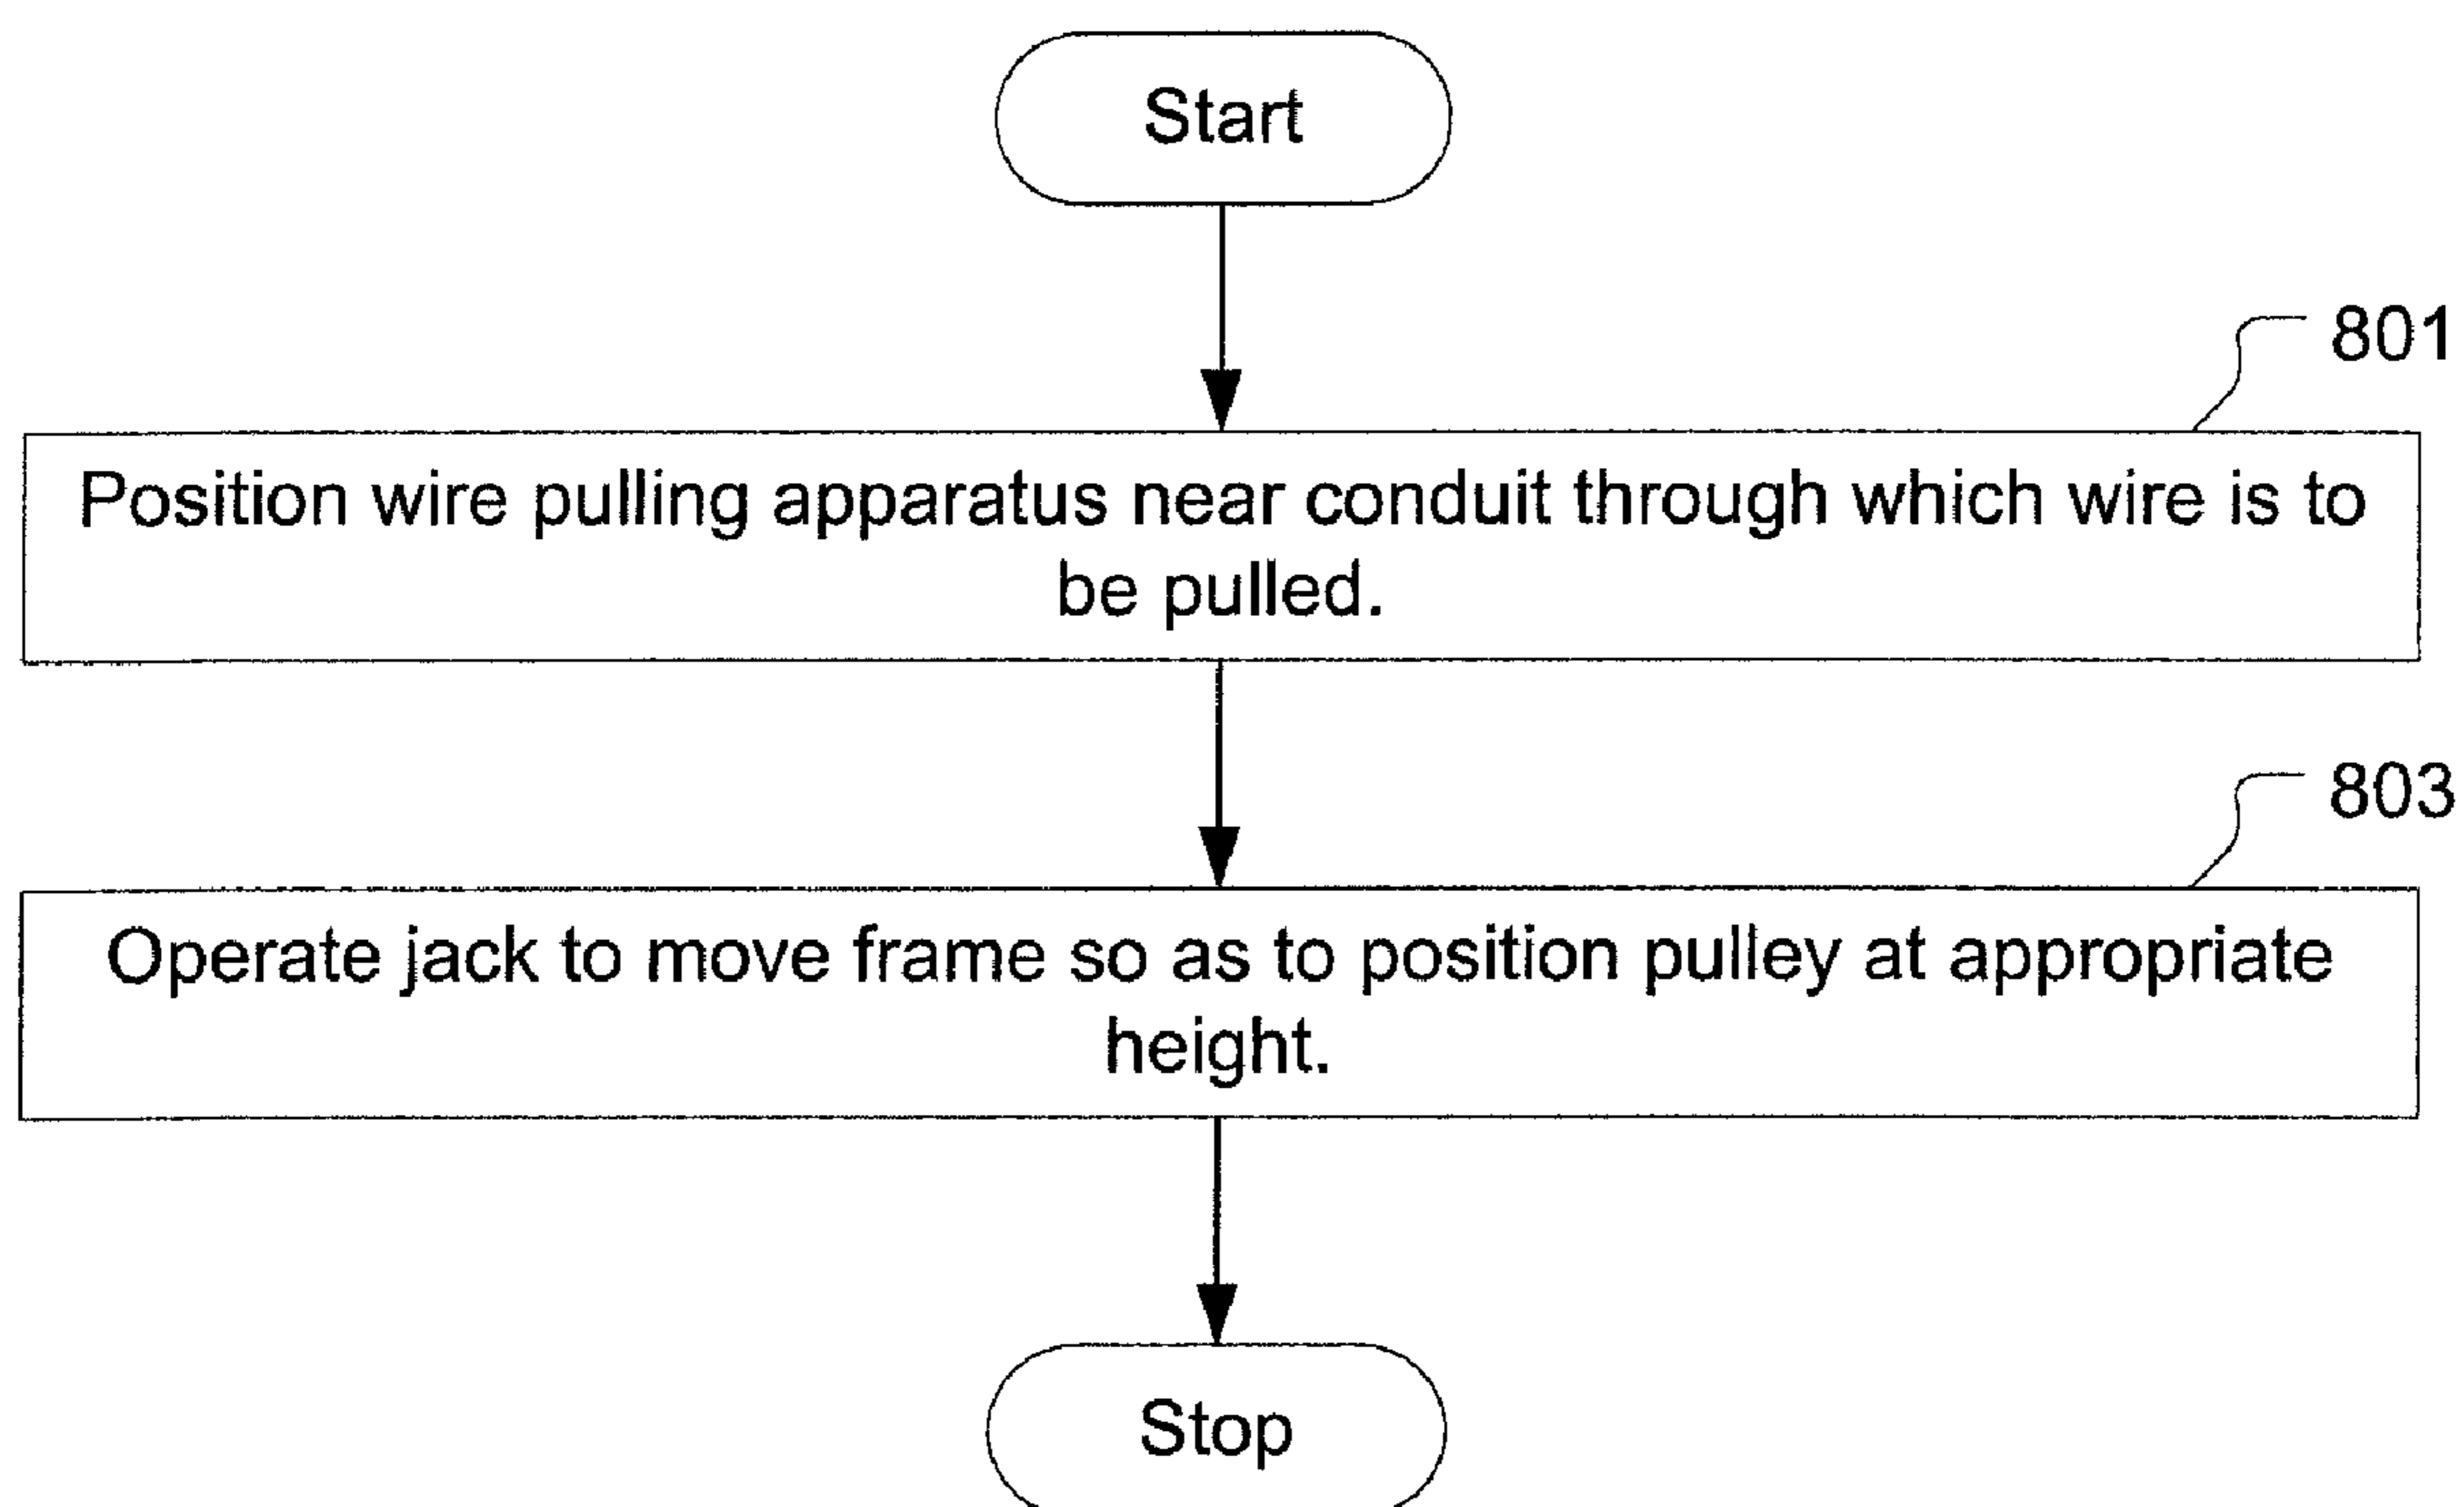 Start
801
Position wire pulling apparatus near conduit through which wire is to
be pulled.
803
Operate jack to move frame so as to position pulley at appropriate
height.
Stop